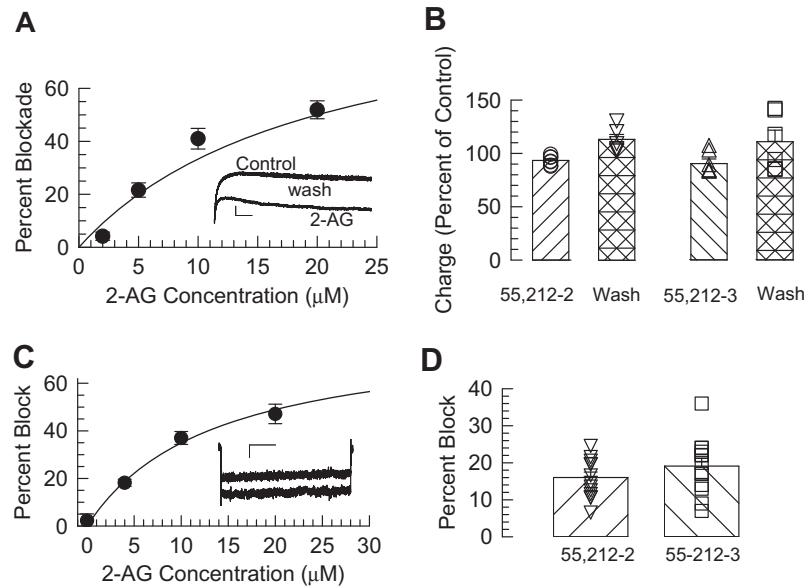 A
Percent Blockade
60
40
20
0
Control
wash
2-AG
0 5 10 15 20 25
2-AG Concentration (μM)
B
Charge (Percent of Control)
150
100
50
0
55,212-2 Wash 55,212-3 Wash
C
Percent Block
60
40
20
0
0 5 10 15 20 25 30
2-AG Concentration (μM)
D
Percent Block
40
30
20
10
0
55,212-2 55-212-3